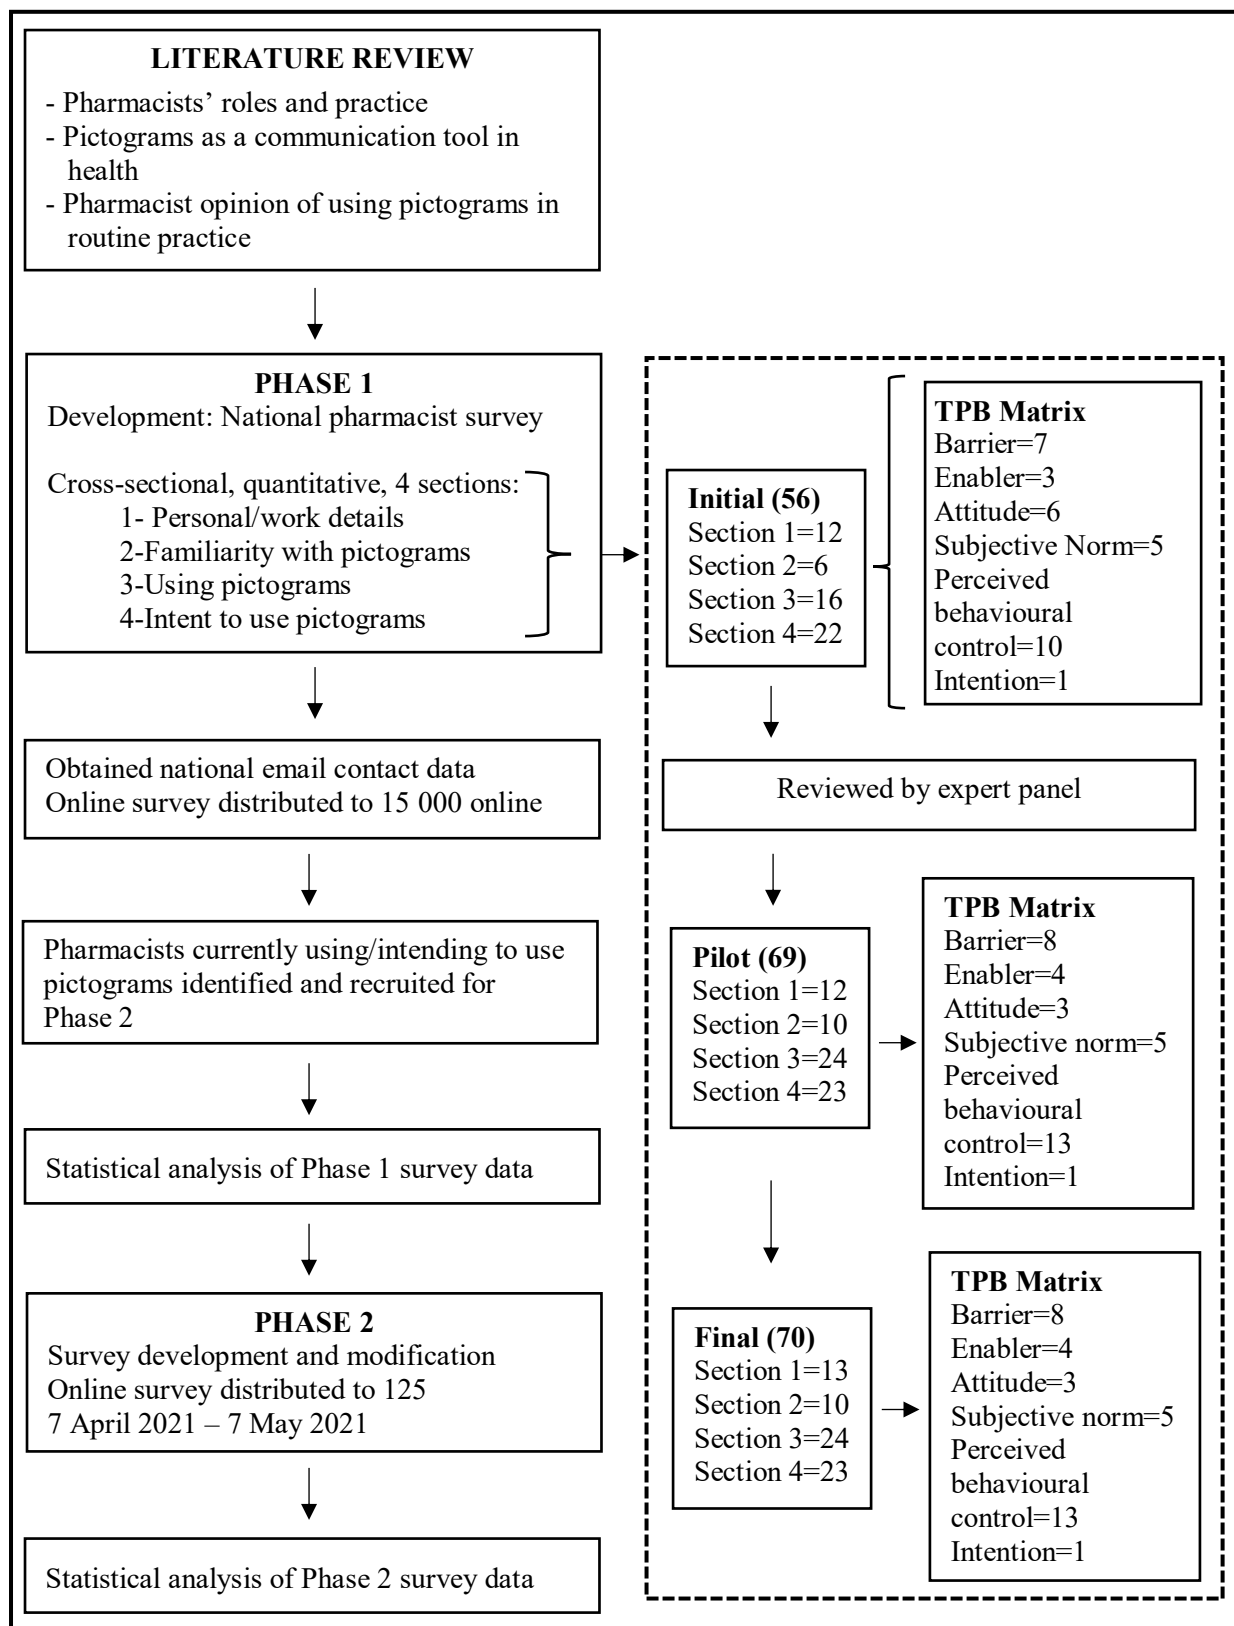 LITERATURE REVIEW
- Pharmacists’ roles and practice
- Pictograms as a communication tool in
health
- Pharmacist opinion of using pictograms in
routine practice
PHASE 1
Development: National pharmacist survey
Cross-sectional, quantitative, 4 sections:
1- Personal/work details
2-Familiarity with pictograms
3-Using pictograms
4-Intent to use pictograms
Obtained national email contact data
Online survey distributed to 15 000 online
Pharmacists currently using/intending to use
pictograms identified and recruited for
Phase 2
Statistical analysis of Phase 1 survey data
PHASE 2
Survey development and modification
Online survey distributed to 125
7 April 2021 – 7 May 2021
Statistical analysis of Phase 2 survey data
Initial (56)
Section 1=12
Section 2=6
Section 3=16
Section 4=22
TPB Matrix
Barrier=7
Enabler=3
Attitude=6
Subjective Norm=5
Perceived
behavioural
control=10
Intention=1
Reviewed by expert panel
Pilot (69)
Section 1=12
Section 2=10
Section 3=24
Section 4=23
TPB Matrix
Barrier=8
Enabler=4
Attitude=3
Subjective norm=5
Perceived
behavioural
control=13
Intention=1
Final (70)
Section 1=13
Section 2=10
Section 3=24
Section 4=23
TPB Matrix
Barrier=8
Enabler=4
Attitude=3
Subjective norm=5
Perceived
behavioural
control=13
Intention=1